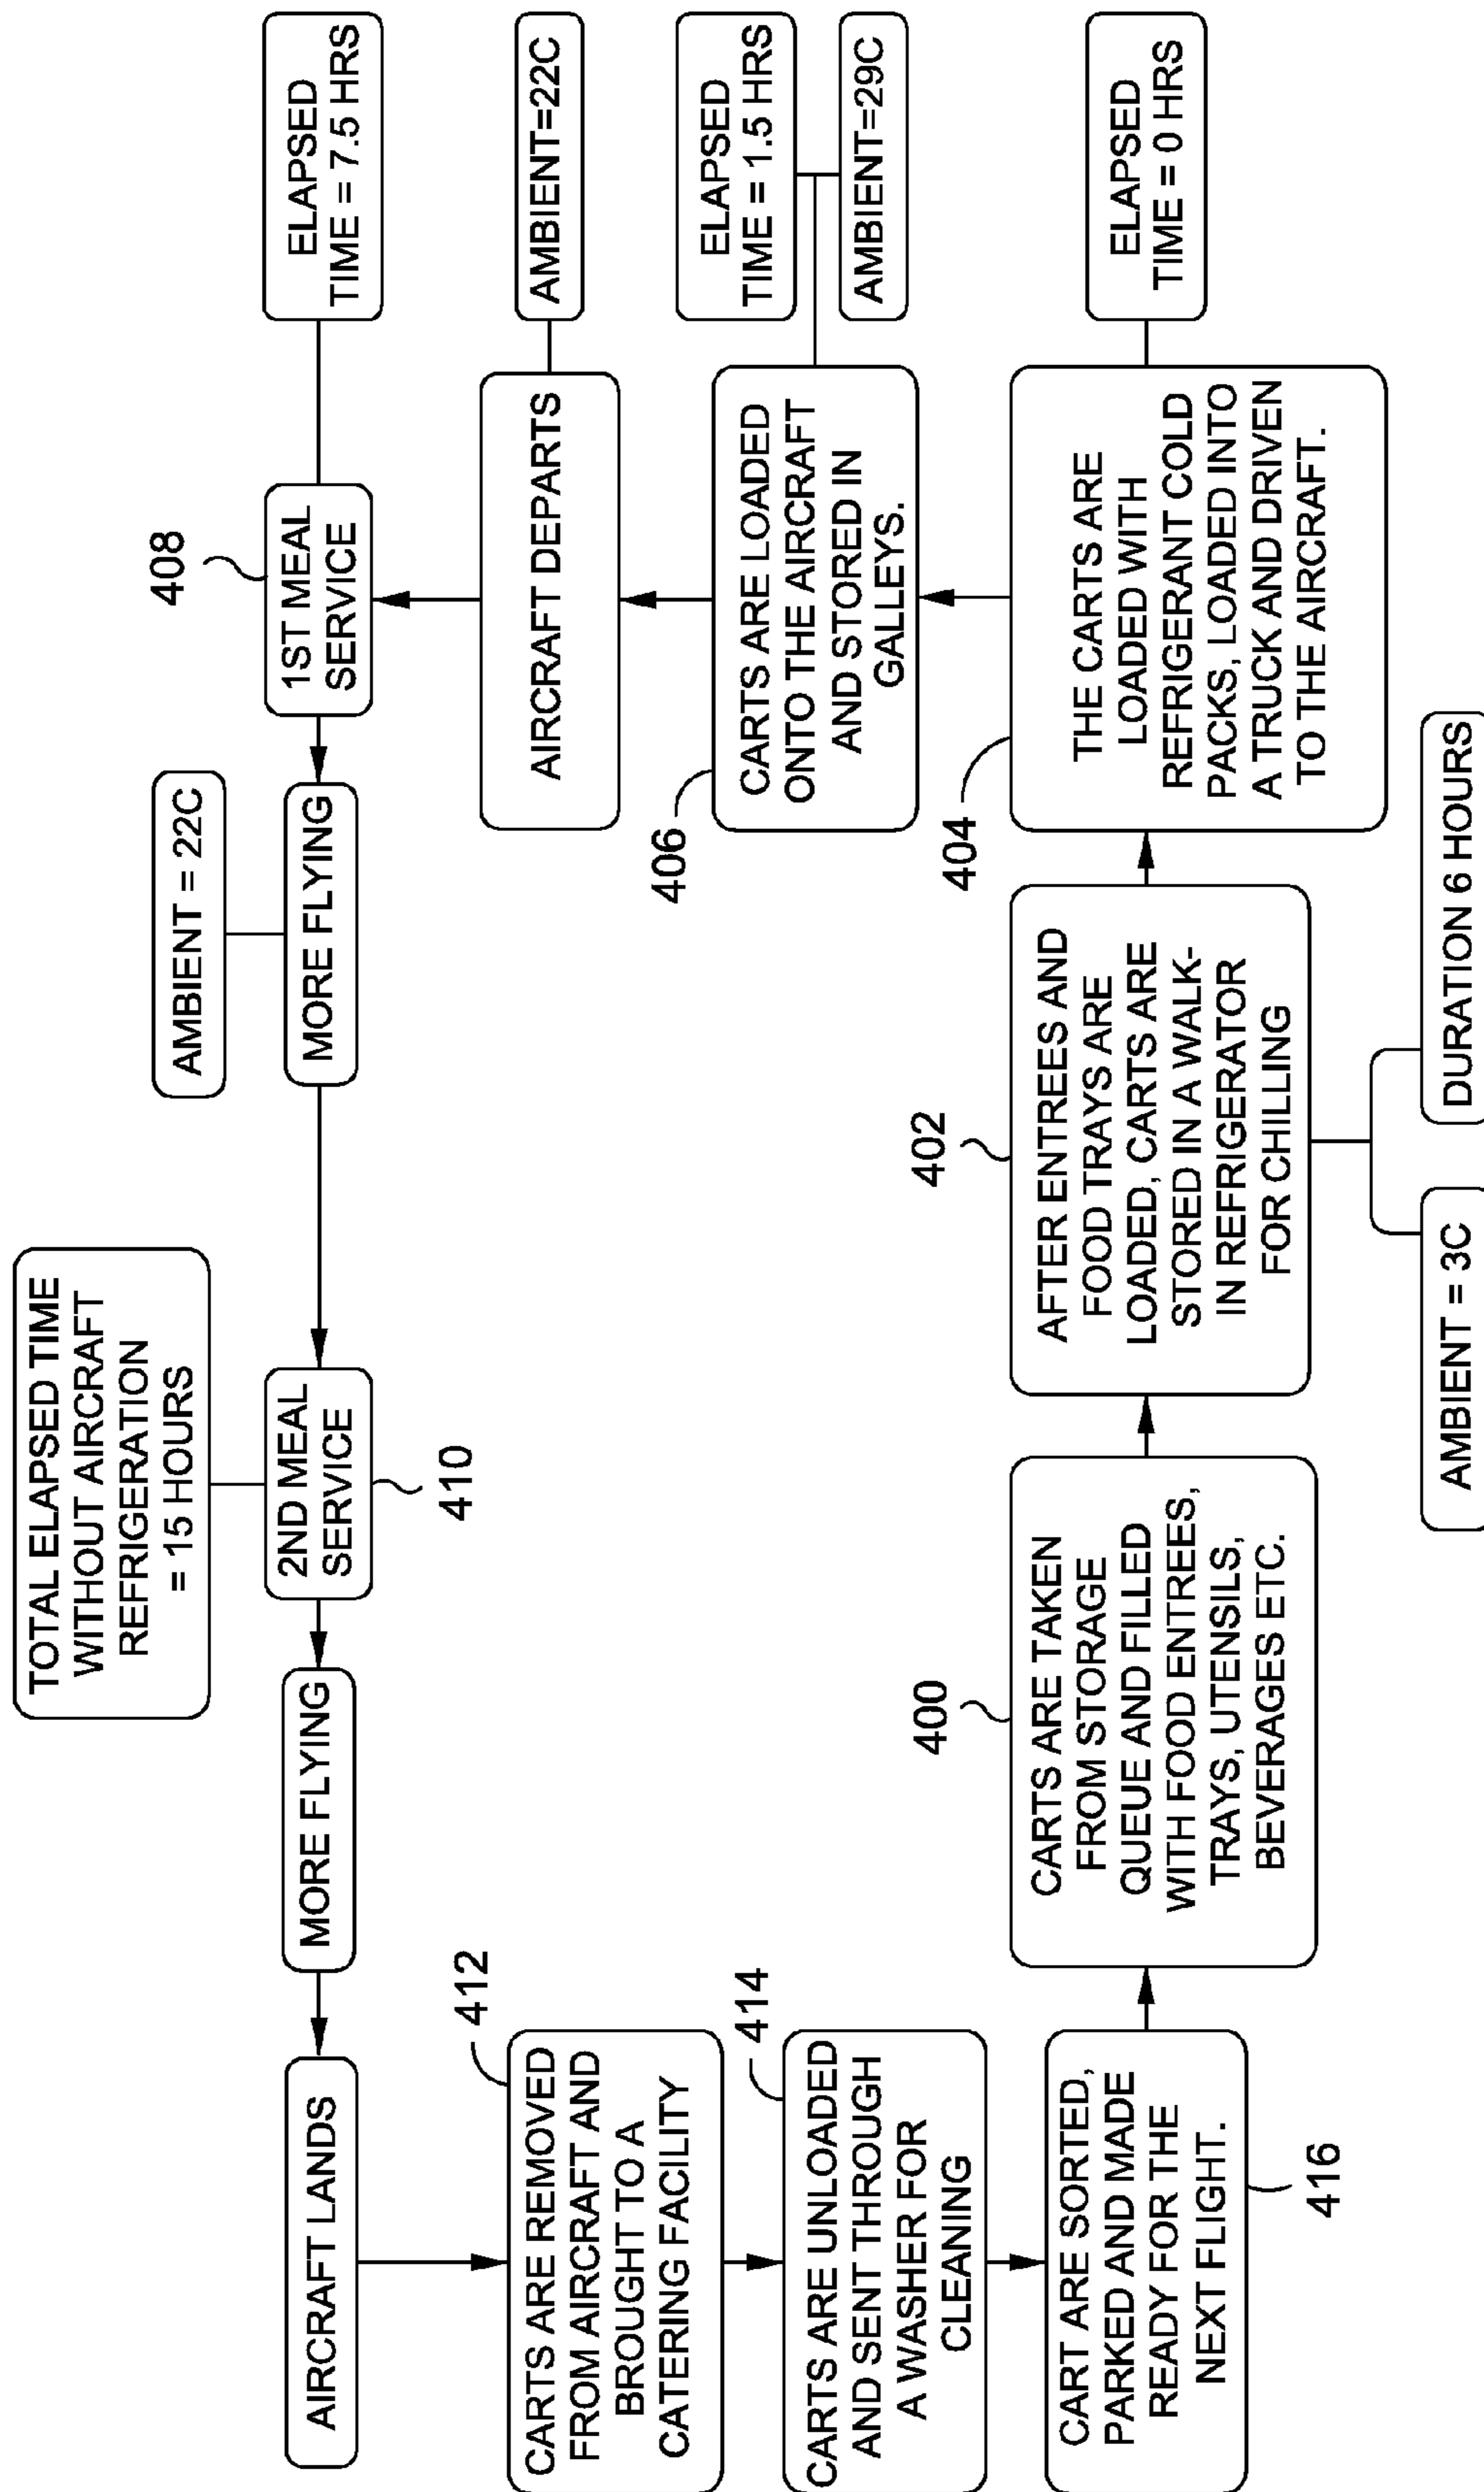 TOTAL ELAPSED TIME
WITHOUT AIRCRAFT
REFRIGERATION
= 15 HOURS
AMBIENT = 22C
408
AIRCRAFT LANDS
MORE FLYING
2ND MEAL
SERVICE
410
MORE FLYING
1ST MEAL
SERVICE
ELAPSED
TIME = 7.5 HRS
412
CARTS ARE REMOVED
FROM AIRCRAFT AND
BROUGHT TO A
CATERING FACILITY
AIRCRAFT DEPARTS
AMBIENT=22C
414
CARTS ARE UNLOADED
AND SENT THROUGH
A WASHER FOR
CLEANING
406
CARTS ARE LOADED
ONTO THE AIRCRAFT
AND STORED IN
GALLEYS.
ELAPSED
TIME = 1.5 HRS
AMBIENT=29C
CART ARE SORTED,
PARKED AND MADE
READY FOR THE
NEXT FLIGHT.
416
400
CARTS ARE TAKEN
FROM STORAGE
QUEUE AND FILLED
WITH FOOD ENTREES,
TRAYS, UTENSILS,
BEVERAGES ETC.
402
AFTER ENTREES AND
FOOD TRAYS ARE
LOADED, CARTS ARE
STORED IN A WALK-
IN REFRIGERATOR
FOR CHILLING
404
THE CARTS ARE
LOADED WITH
REFRIGERANT COLD
PACKS, LOADED INTO
A TRUCK AND DRIVEN
TO THE AIRCRAFT.
ELAPSED
TIME = 0 HRS
AMBIENT = 3C
DURATION 6 HOURS